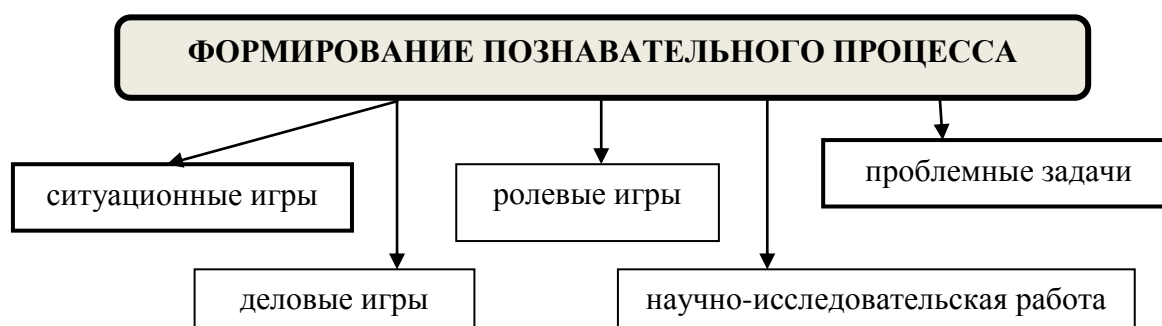 ФОРМИРОВАНИЕ ПОЗНАВАТЕЛЬНОГО ПРОЦЕССА
ситуационные игры
ролевые игры
проблемные задачи
деловые игры
научно-исследовательская работа